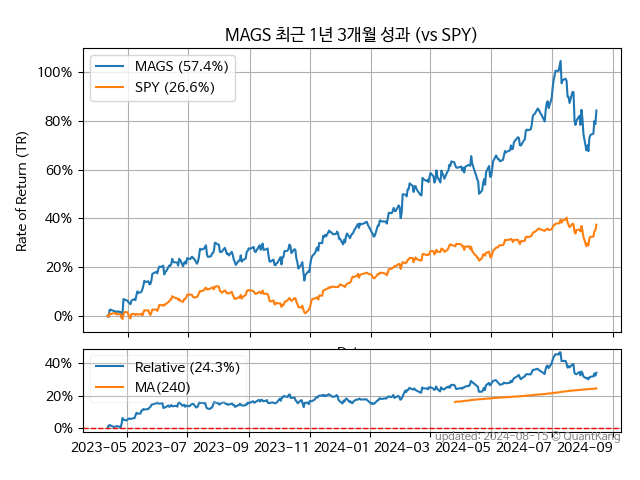 MAGS 최근 1년 3개월 성과 (vs SPY)
Rate of Return (TR)
100%
80%
60%
40%
20%
0%
MAGS (57.4%)
SPY (26.6%)
40%
20%
0%
Relative (24.3%)
MA(240)
2023-05 2023-07 2023-09 2023-11 2024-01 2024-03 2024-05 2024-07 2024-09
updated: 2024-08-15 © QuantKang